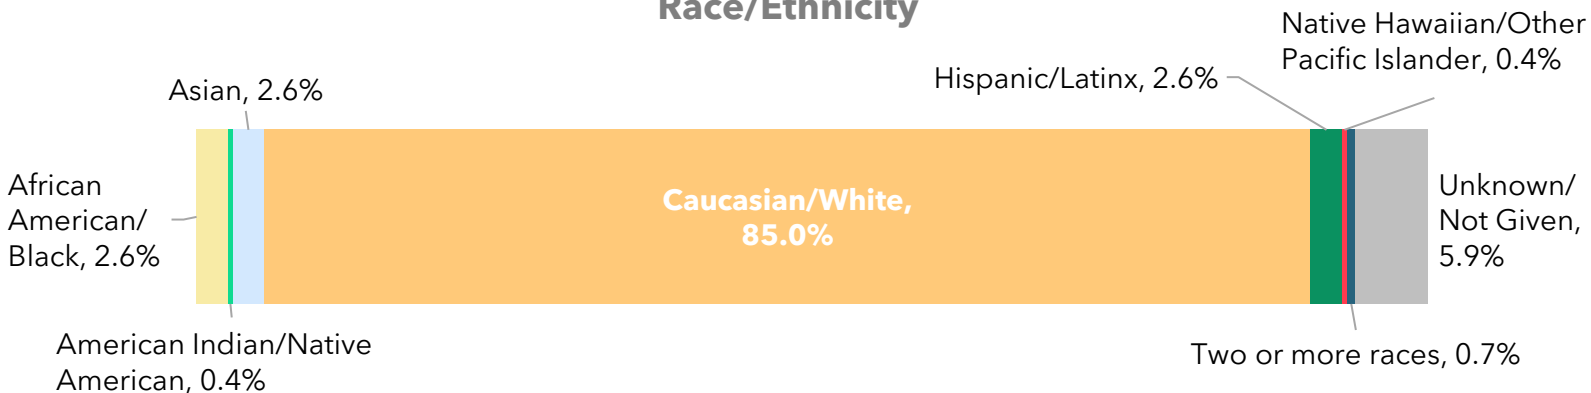 Race/Ethnicity
Native Hawaiian/Other
Pacific Islander, 0.4%
Hispanic/Latinx, 2.6%
Asian, 2.6%
African
American/
Black, 2.6%
Caucasian/White,
85.0%
Unknown/
Not Given,
5.9%
American Indian/Native
American, 0.4%
Two or more races, 0.7%